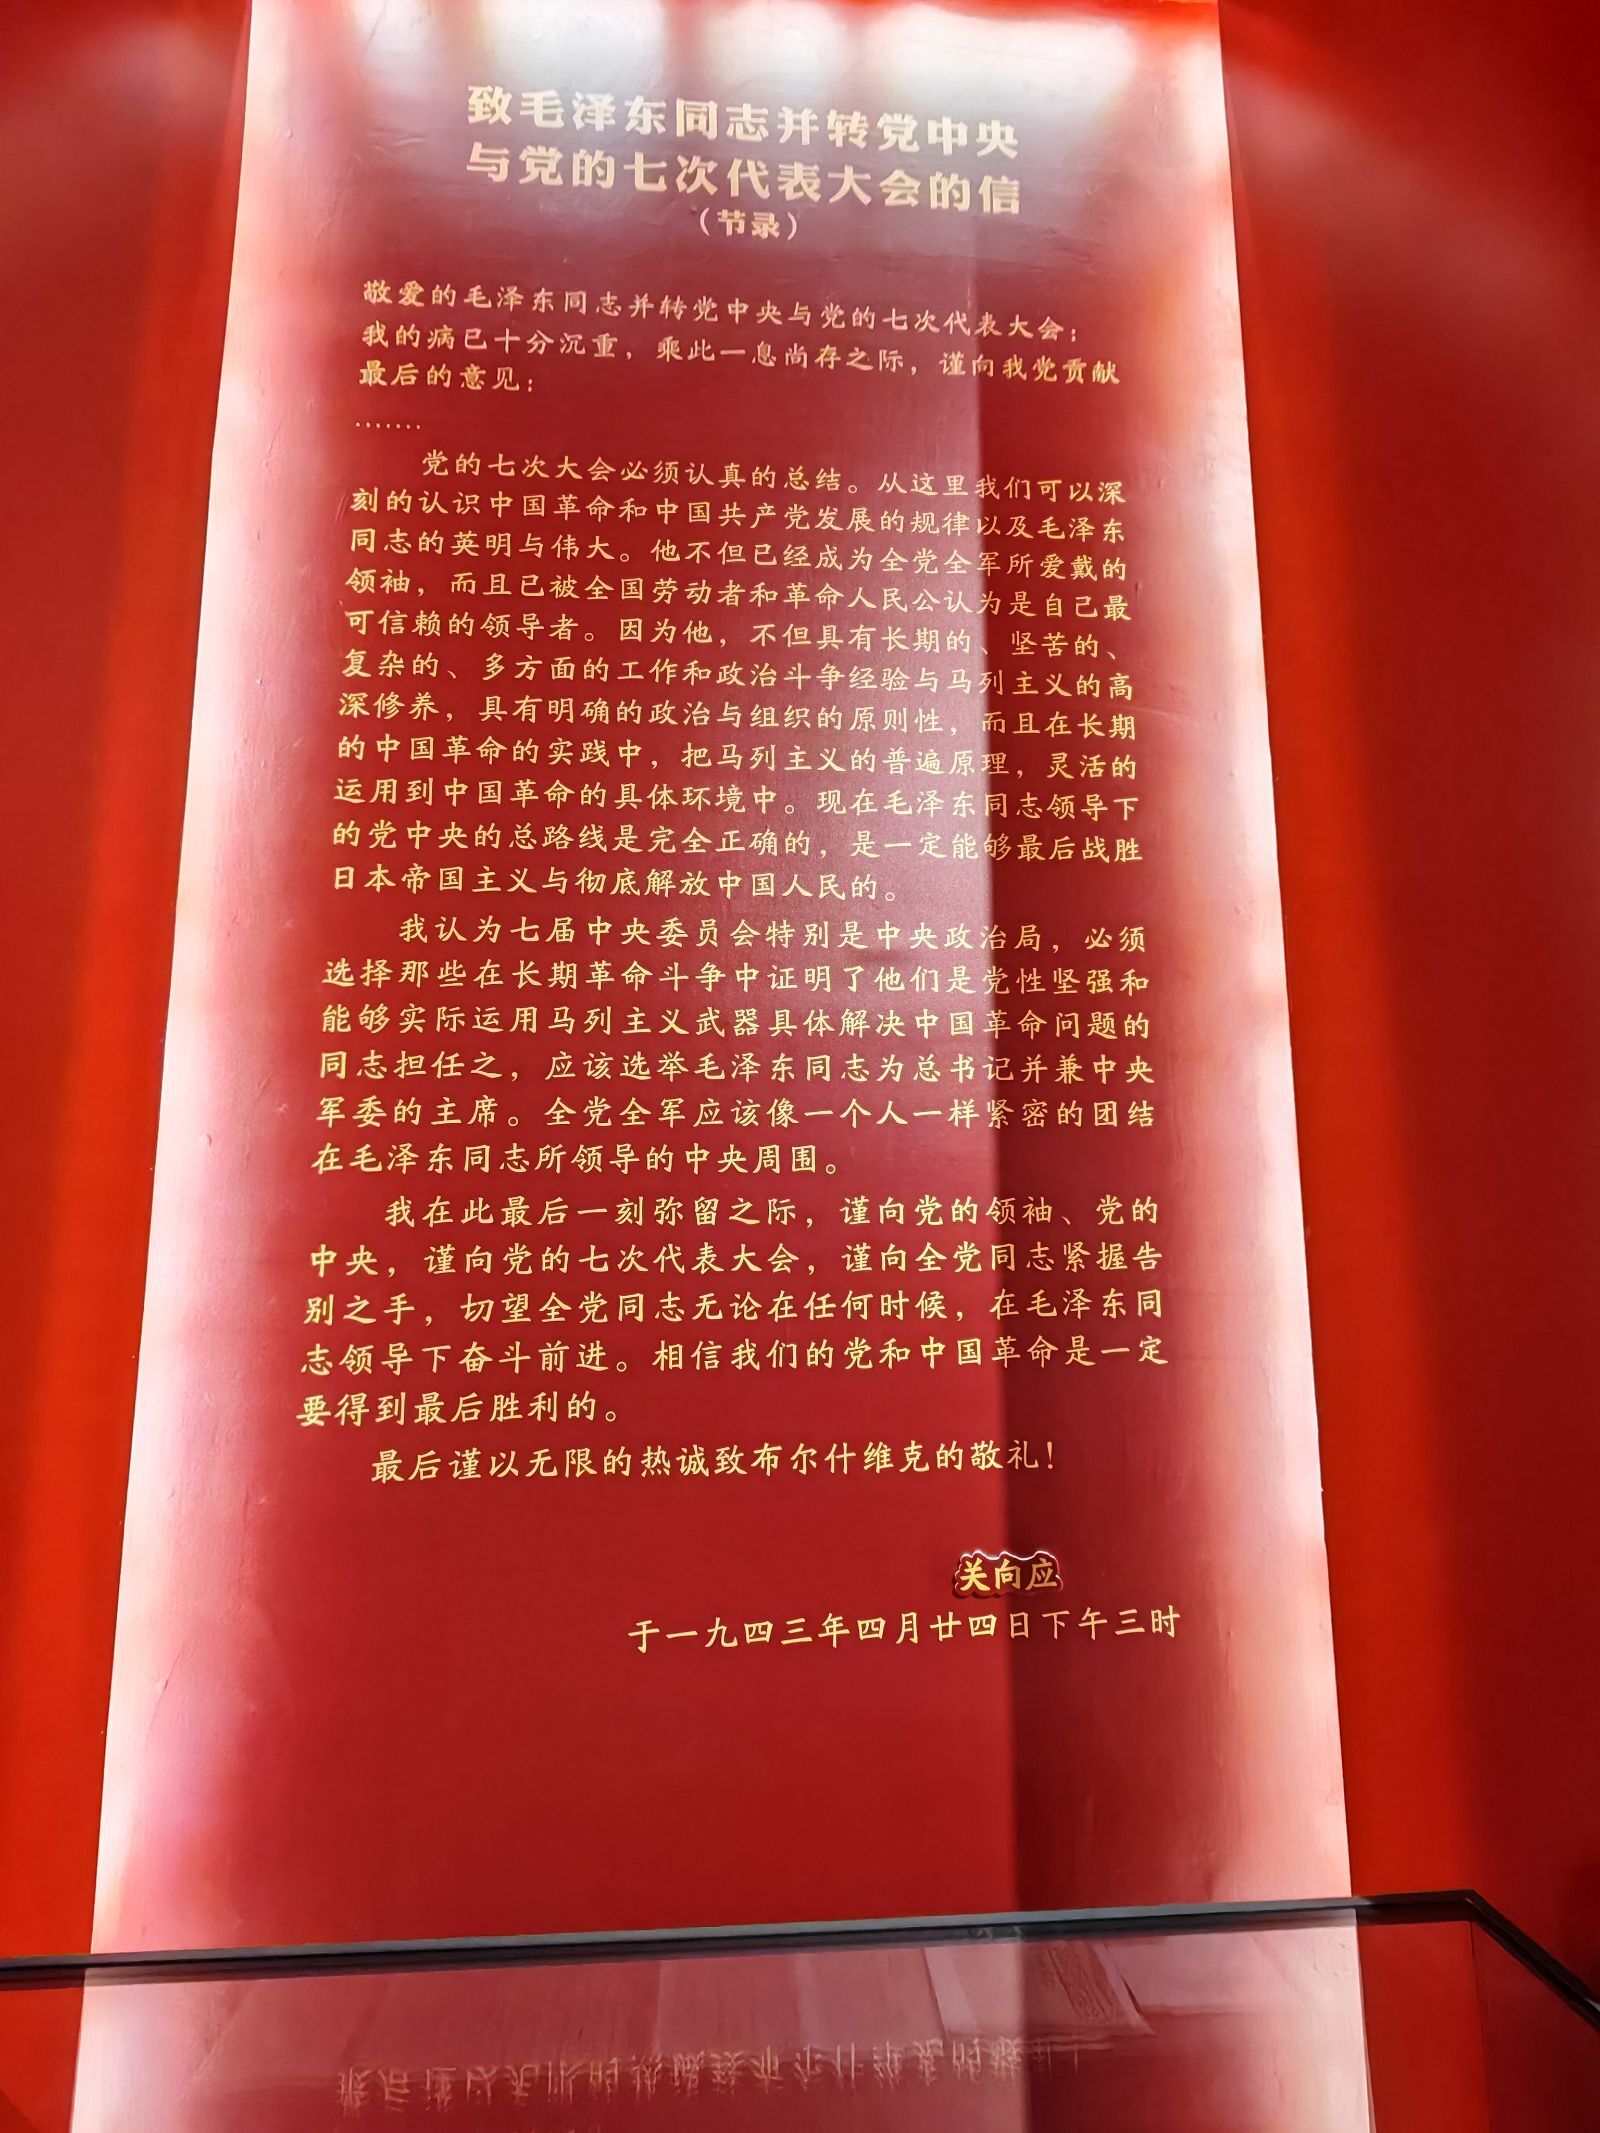 致毛泽东同志并转党中央
与党的七次代表大会的信
（节录）
敬爱的毛泽东同志并转党中央与党的七次代表大会；
我的病已十分沉重，乘此一息尚存之际，谨向我党贡献
最后的意见：
.......
党的七次大会必须认真的总结。从这里我们可以深
刻的认识中国革命和中国共产党发展的规律以及毛泽东
同志的英明与伟大。他不但已经成为全党全军所爱戴的
领袖，而且已被全国劳动者和革命人民公认为是自己最
可信赖的领导者。因为他，不但具有长期的、坚苦的、
复杂的、多方面的工作和政治斗争经验与马列主义的高
深修养，具有明确的政治与组织的原则性，而且在长期
的中国革命的实践中，把马列主义的普遍原理，灵活的
运用到中国革命的具体环境中。现在毛泽东同志领导下
的党中央的总路线是完全正确的，是一定能够最后战胜
日本帝国主义与彻底解放中国人民的。
我认为七届中央委员会特别是中央政治局，必须
选择那些在长期革命斗争中证明了他们是党性坚强和
能够实际运用马列主义武器具体解决中国革命问题的
同志担任之，应该选举毛泽东同志为总书记并兼中央
军委的主席。全党全军应该像一个人一样紧密的团结
在毛泽东同志所领导的中央周围。
我在此最后一刻弥留之际，谨向党的领袖、党的
中央，谨向党的七次代表大会，谨向全党同志紧握告
别之手，切望全党同志无论在任何时候，在毛泽东同
志领导下奋斗前进。相信我们的党和中国革命是一定
要得到最后胜利的。
最后谨以无限的热诚致布尔什维克的敬礼！
关向应
于一九四三年四月廿四日下午三时